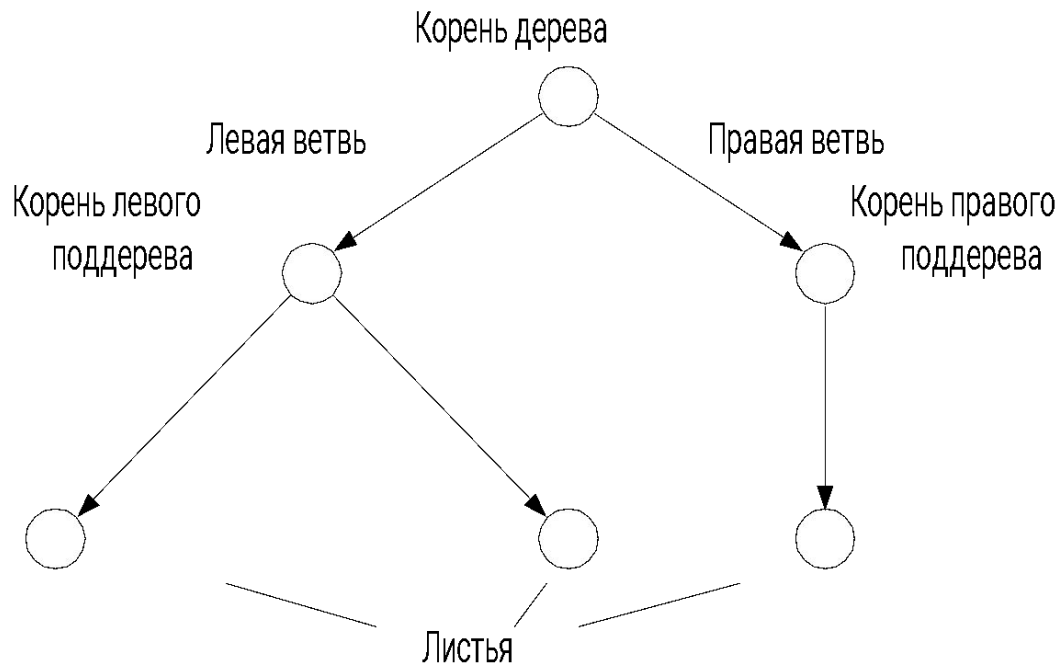 Корень дерева
Левая ветвь
Правая ветвь
Корень левого
поддерева
Корень правого
поддерева
Листья